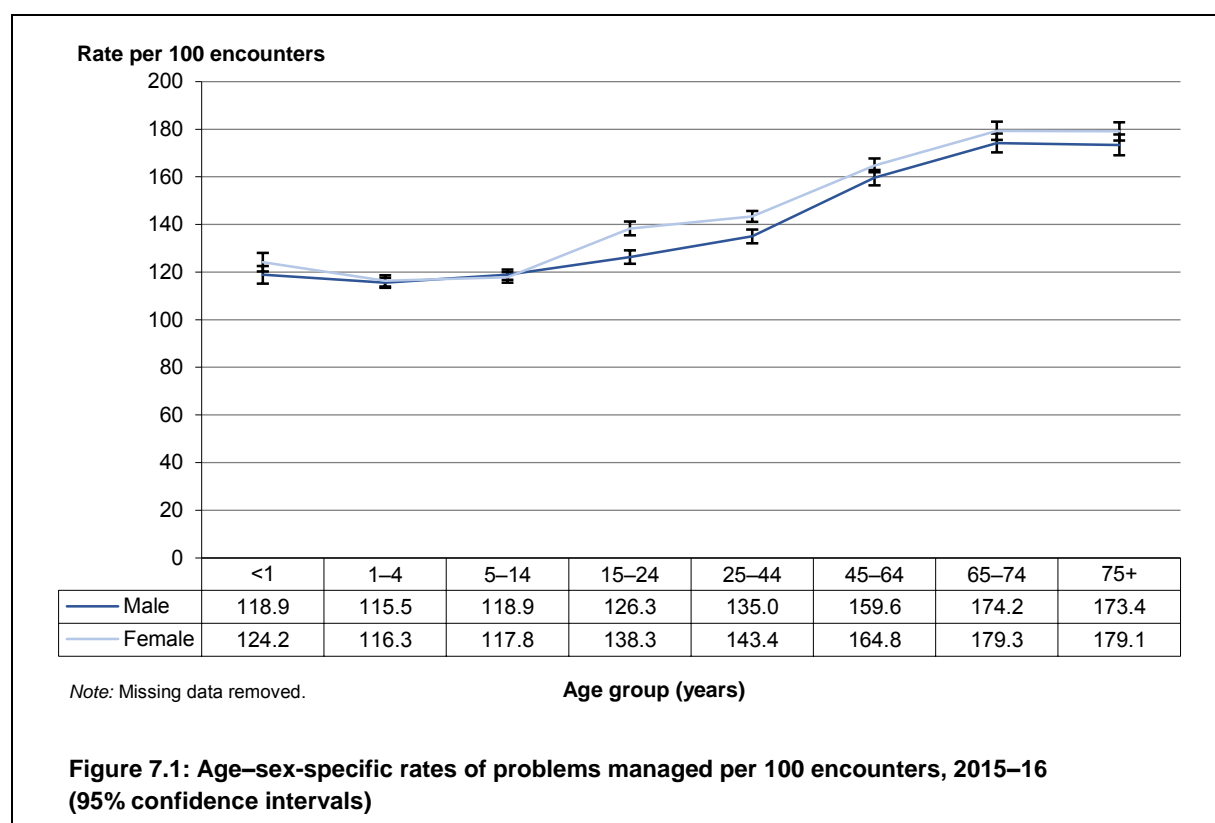 Rate per 100 encounters
200
180
160
140
120
100
80
60
40
20
0
<1 1–4 5–14 15–24 25–44 45–64 65–74 75+
Male 118.9 115.5 118.9 126.3 135.0 159.6 174.2 173.4
Female 124.2 116.3 117.8 138.3 143.4 164.8 179.3 179.1
Note: Missing data removed. Age group (years)
Figure 7.1: Age–sex-specific rates of problems managed per 100 encounters, 2015–16
(95% confidence intervals)